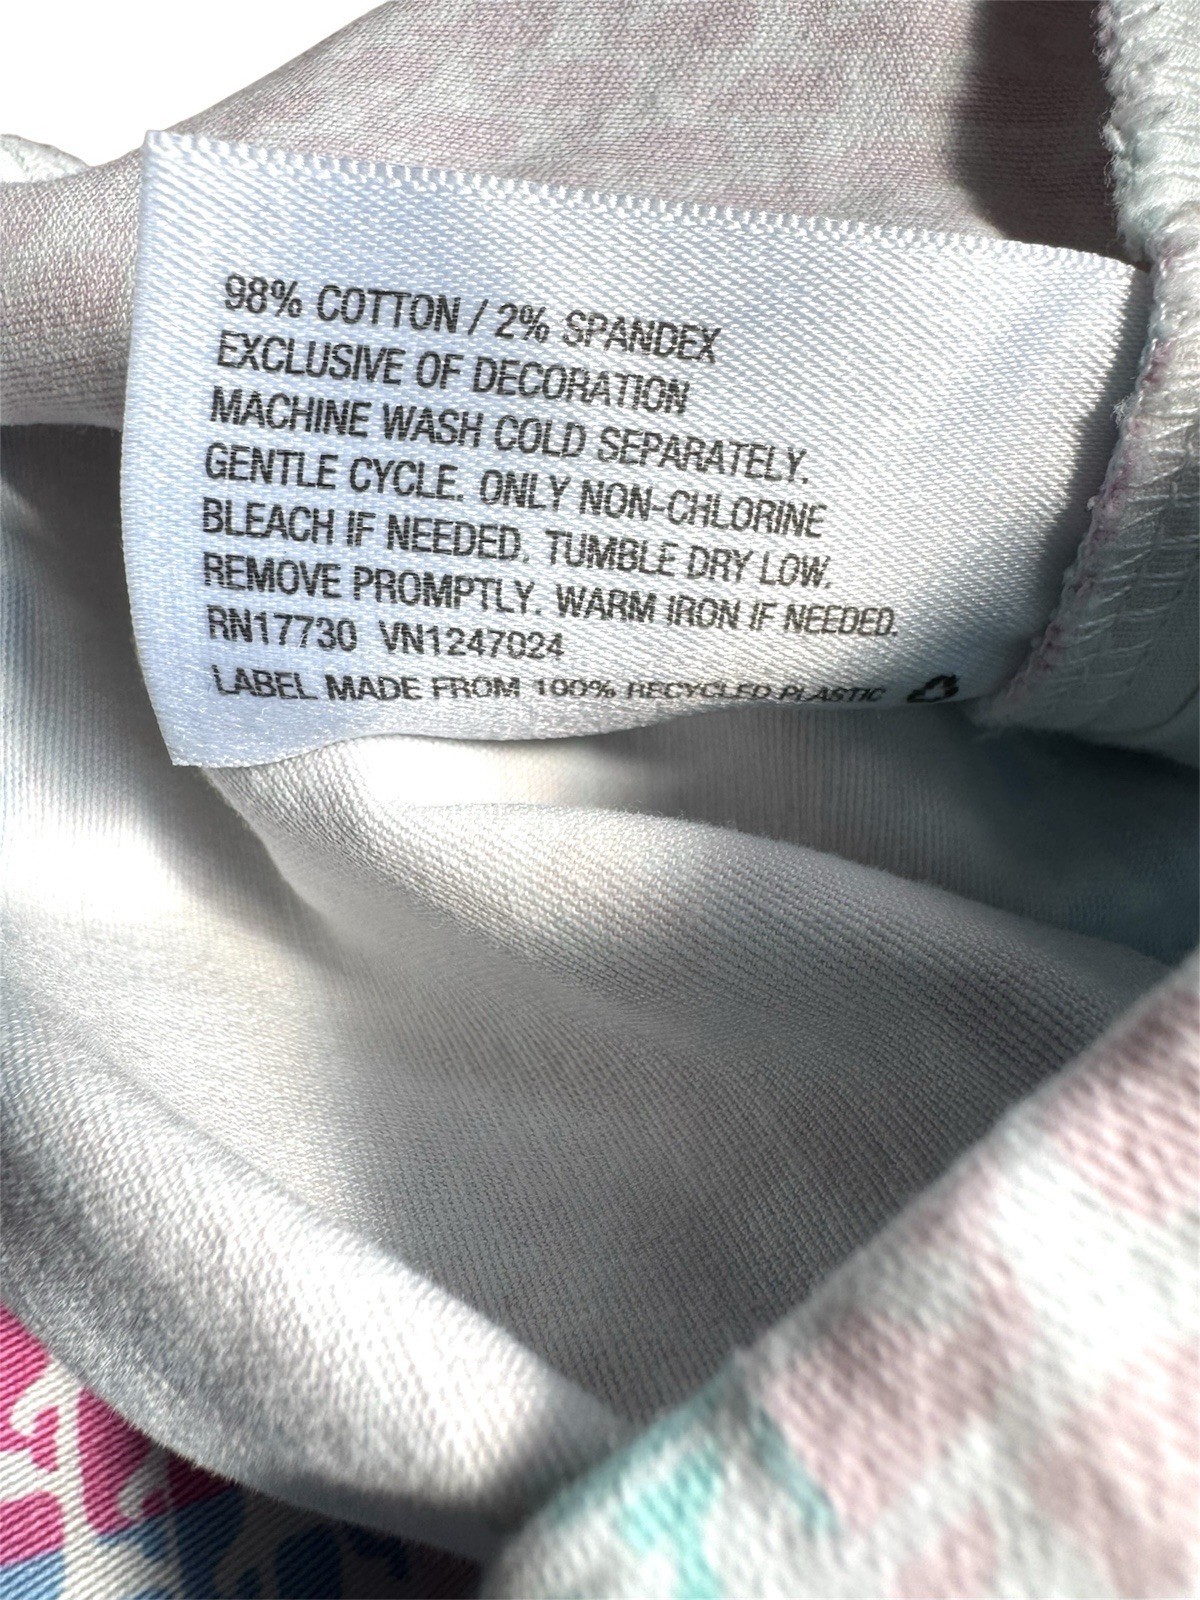 98% COTTON / 2% SPANDEX
EXCLUSIVE OF DECORATION
MACHINE WASH COLD SEPARATELY.
GENTLE CYCLE. ONLY NON-CHLORINE
BLEACH IF NEEDED. TUMBLE DRY LOW.
REMOVE PROMPTLY. WARM IRON IF NEEDED.
RN17730 VN1247024
LABEL MADE FROM 100% RECYCLED PLASTIC